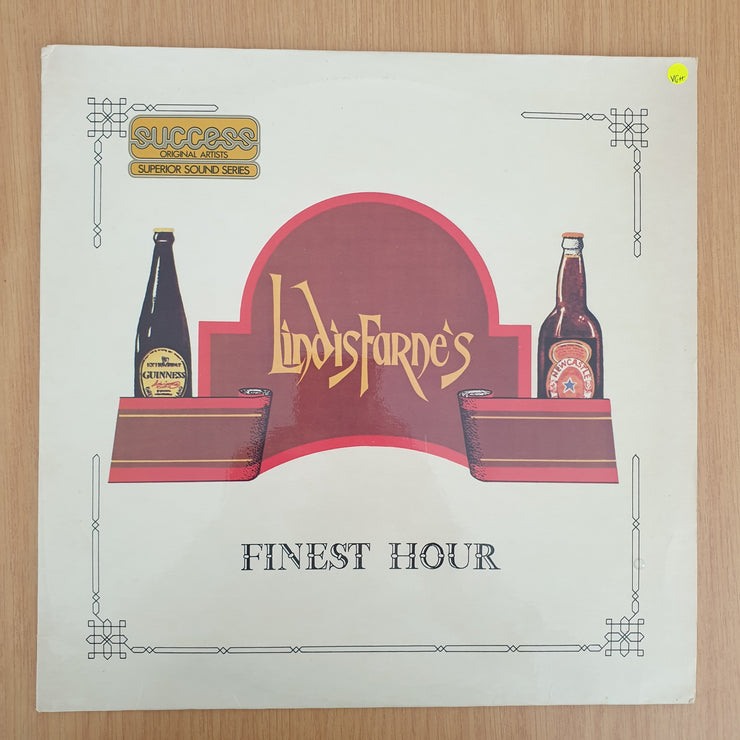 VG+
success
ORIGINAL ARTISTS
SUPERIOR SOUND SERIES
Lindisfarne's
GUINNESS
NEWCASTLE
FINEST HOUR